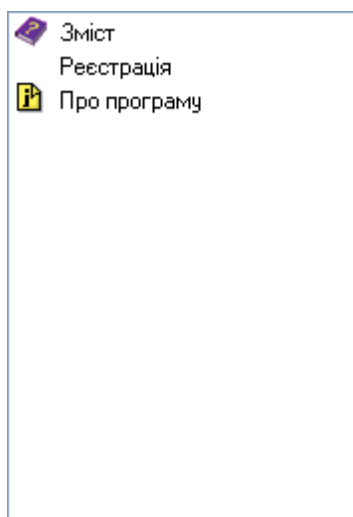 Зміст
Реєстрація
Про програму